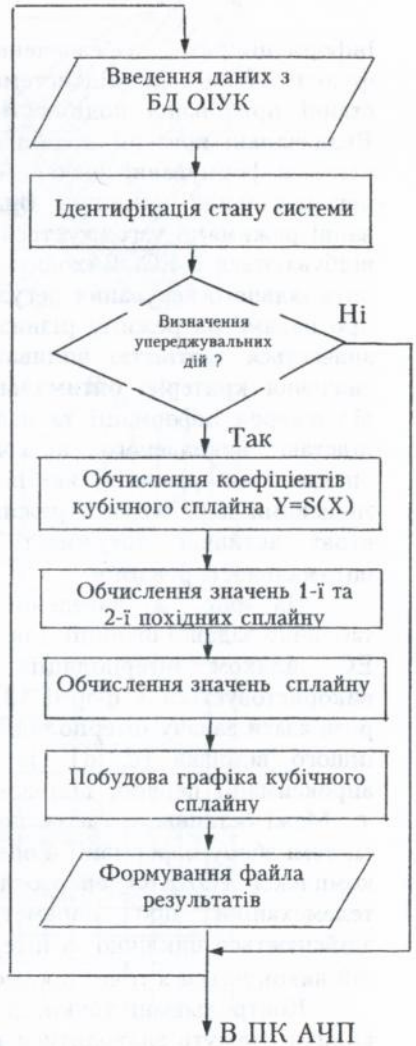 Введення даних з
БД ОІУК
Ідентифікація стану системи
Визначення
упереджувальних
дій ?
Ні
Так
Обчислення коефіцієнтів
кубічного сплайна Y=S(X)
Обчислення значень 1-ї та
2-ї похідних сплайну
Обчислення значень сплайну
Побудова графіка кубічного
сплайну
Формування файла
результатів
В ПК АЧП